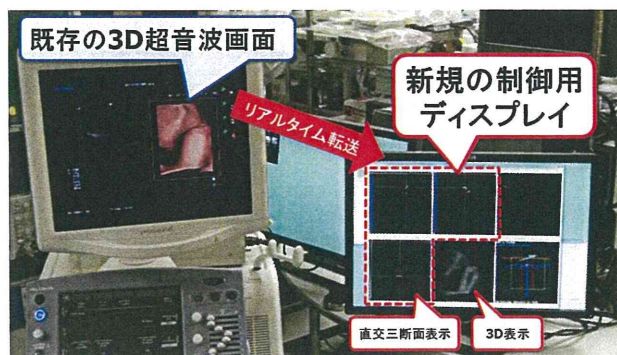 既存の3D超音波画面
新規の制御用
ディスプレイ
リアルタイム転送
直交三断面表示
3D表示